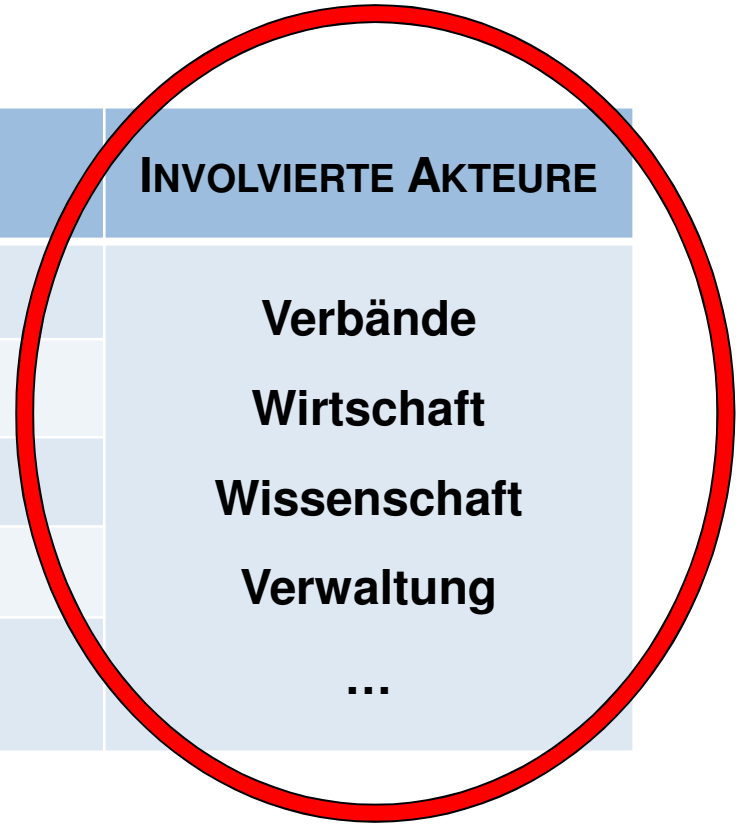 INVOLVIERTE AKTEURE
Verbände
Wirtschaft
Wissenschaft
Verwaltung
...